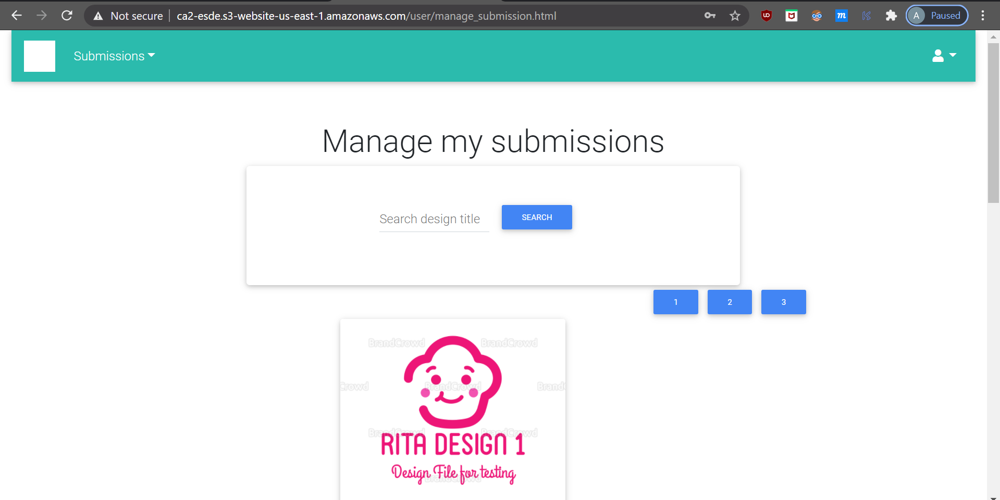 Not secure
ca2-esde.s3-website-us-east-1.amazonaws.com/user/manage_submission.html
A Paused
Submissions
Manage my submissions
Search design title
SEARCH
1 2 3
BrandCrowd BrandCrowd
Crowd BrandCrowd Brand
BrandCrowd BrandCrowd
RITA DESIGN 1
Design File for testing
BrandCrowd